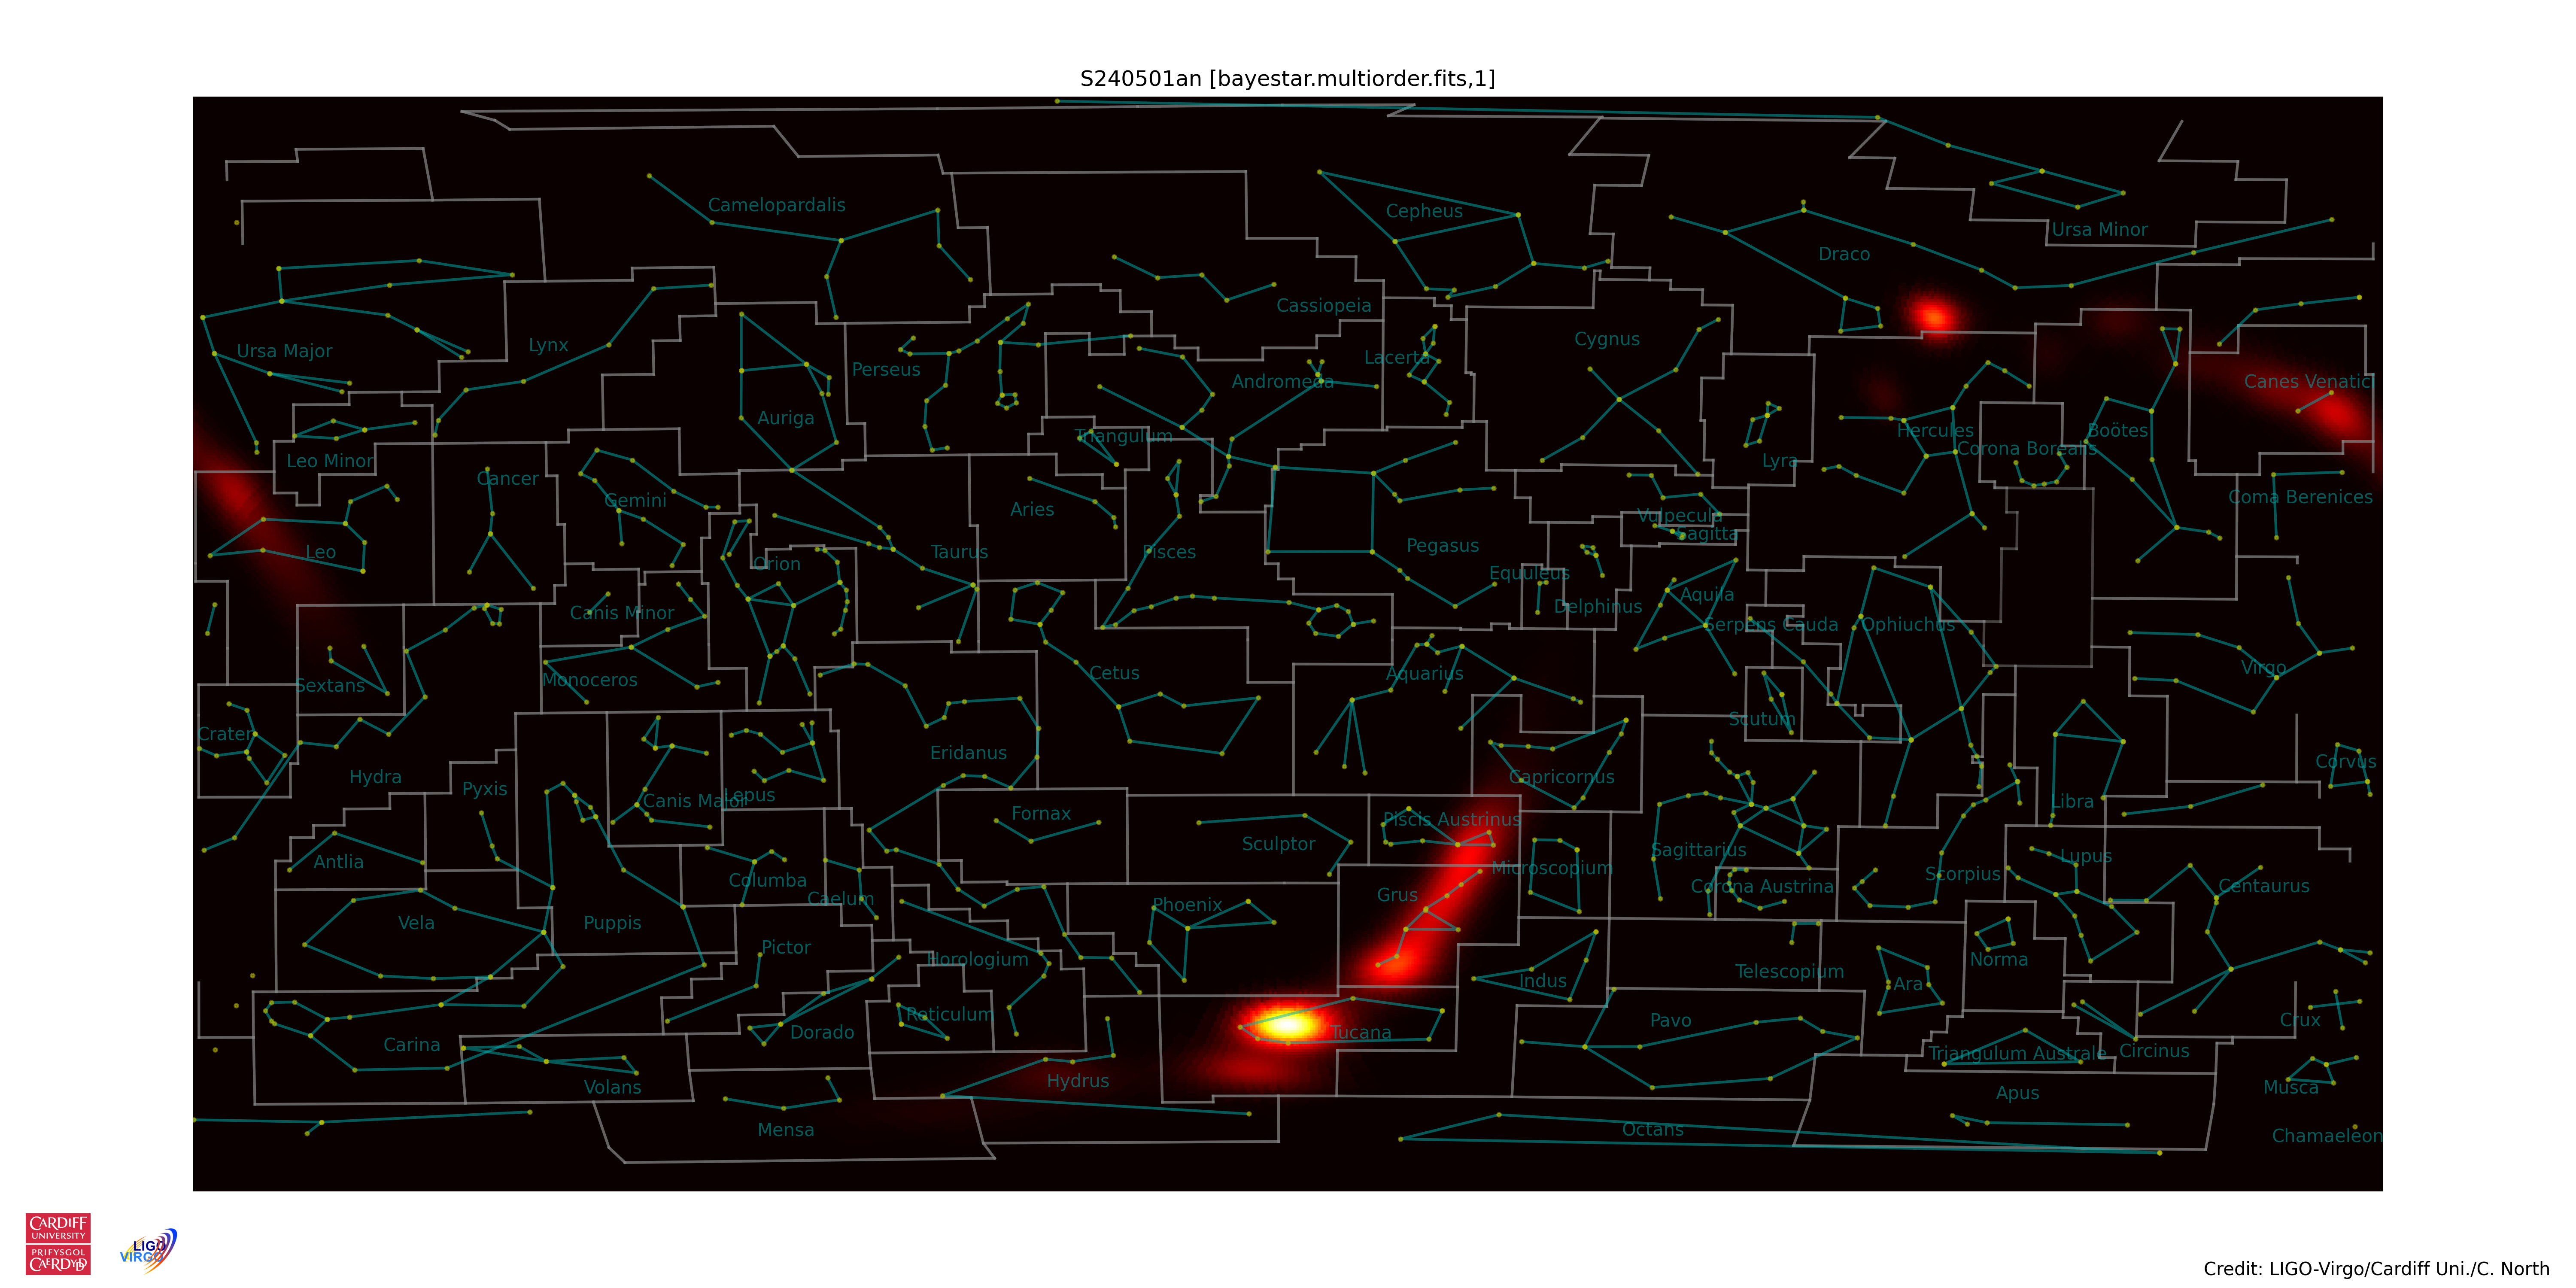 S240501an [bayestar.multiorder.fits,1]
Camelopardalis
Cepheus
Ursa Minor
Draco
Cassiopeia
Cygnus
Lynx
Ursa Major
Lacerta
Perseus
Andromeda
Canes Venatici
Auriga
Hercules
Boötes
Triangulum
Corona Borealis
Leo Minor
Lyra
Cancer
Gemini
Coma Berenices
Aries
Vulpecula
Sagitta
Leo
Taurus
Pisces
Pegasus
Orion
Equuleus
Canis Minor
Delphinus
Aquila
Serpens Cauda
Ophiuchus
Virgo
Sextans
Monoceros
Cetus
Aquarius
Scutum
Crater
Eridanus
Corvus
Hydra
Capricornus
Pyxis
Canis Major
Lepus
Libra
Fornax
Piscis Austrinus
Sculptor
Sagittarius
Antlia
Lupus
Microscopium
Columba
Corona Austrina
Scorpius
Centaurus
Caelum
Grus
Phoenix
Vela
Puppis
Pictor
Horologium
Norma
Telescopium
Indus
Ara
Reticulum
Pavo
Crux
Dorado
Tucana
Carina
Triangulum Australe
Circinus
Hydrus
Volans
Musca
Apus
Mensa
Octans
Chamaeleon
CARDIFF
UNIVERSITY
PRIFYSGOL
CAERDYDD
LIGO
VIRGO
Credit: LIGO-Virgo/Cardiff Uni./C. North